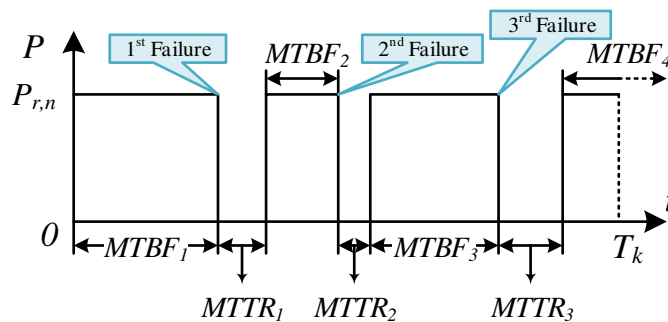 P
1st Failure
MTBF2
2nd Failure
3rd Failure
MTBF4
Pr,n
0
MTBF1
MTBF3
Tk
MTTR1
MTTR2
MTTR3